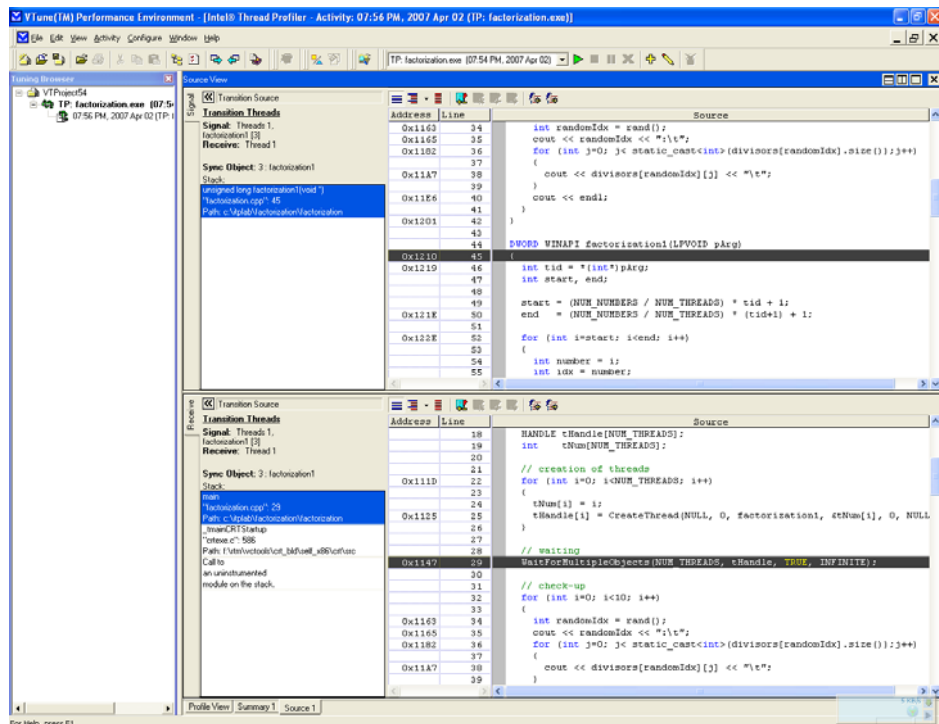 VTune(TM) Performance Environment - [Intel® Thread Profiler - Activity: 07:56 PM, 2007 Apr 02 (TP: factorization.exe)]
File Edit View Activity Configure Window Help
TP: factorization.exe (07:54 PM, 2007 Apr 02)
Tuning Browser
VTProject54
TP: factorization.exe (07:5
07:56 PM, 2007 Apr 02 (TP: f
Source View
Signal
Transition Source
Transition Threads
Signal: Threads 1,
factorization1 [3]
Receive: Thread 1
Sync Object: 3 : factorization1
Stack:
unsigned long factorization1(void *)
"factorization.cpp": 45
Path: c:\itplab\factorization\factorization
Address Line Source
0x1163 34 int randomIdx = rand();
0x1165 35 cout << randomIdx << ":\t";
0x1182 36 for (int j=0; j< static_cast<int>(divisors[randomIdx].size());j++)
37 {
0x11A7 38 cout << divisors[randomIdx][j] << "\t";
39 }
0x11E6 40 cout << endl;
41 }
0x1201 42 }
43
44 DWORD WINAPI factorization1(LPVOID pArg)
0x1210 45 {
0x1219 46 int tid = *(int*)pArg;
47 int start, end;
48
49 start = (NUM_NUMBERS / NUM_THREADS) * tid + 1;
0x121E 50 end = (NUM_NUMBERS / NUM_THREADS) * (tid+1) + 1;
51
0x122E 52 for (int i=start; i<end; i++)
53 {
54 int number = i;
55 int idx = number;
Receive
Transition Source
Transition Threads
Signal: Threads 1,
factorization1 [3]
Receive: Thread 1
Sync Object: 3 : factorization1
Stack:
main
"factorization.cpp": 29
Path: c:\itplab\factorization\factorization
_tmainCRTStartup
"crtexe.c": 586
Path: f:\rtm\vctools\crt_bld\self_x86\crt\src
Call to
an uninstrumented
module on the stack.
Address Line Source
18 HANDLE tHandle[NUM_THREADS];
19 int tNum[NUM_THREADS];
20
21 // creation of threads
0x111D 22 for (int i=0; i<NUM_THREADS; i++)
23 {
24 tNum[i] = i;
0x1125 25 tHandle[i] = CreateThread(NULL, 0, factorization1, &tNum[i], 0, NULL
26 }
27
28 // waiting
0x1147 29 WaitForMultipleObjects(NUM_THREADS, tHandle, TRUE, INFINITE);
30
31 // check-up
32 for (int i=0; i<10; i++)
33 {
0x1163 34 int randomIdx = rand();
0x1165 35 cout << randomIdx << ":\t";
0x1182 36 for (int j=0; j< static_cast<int>(divisors[randomIdx].size());j++)
37 {
0x11A7 38 cout << divisors[randomIdx][j] << "\t";
39 }
Profile View Summary 1 Source 1
For Help, press F1